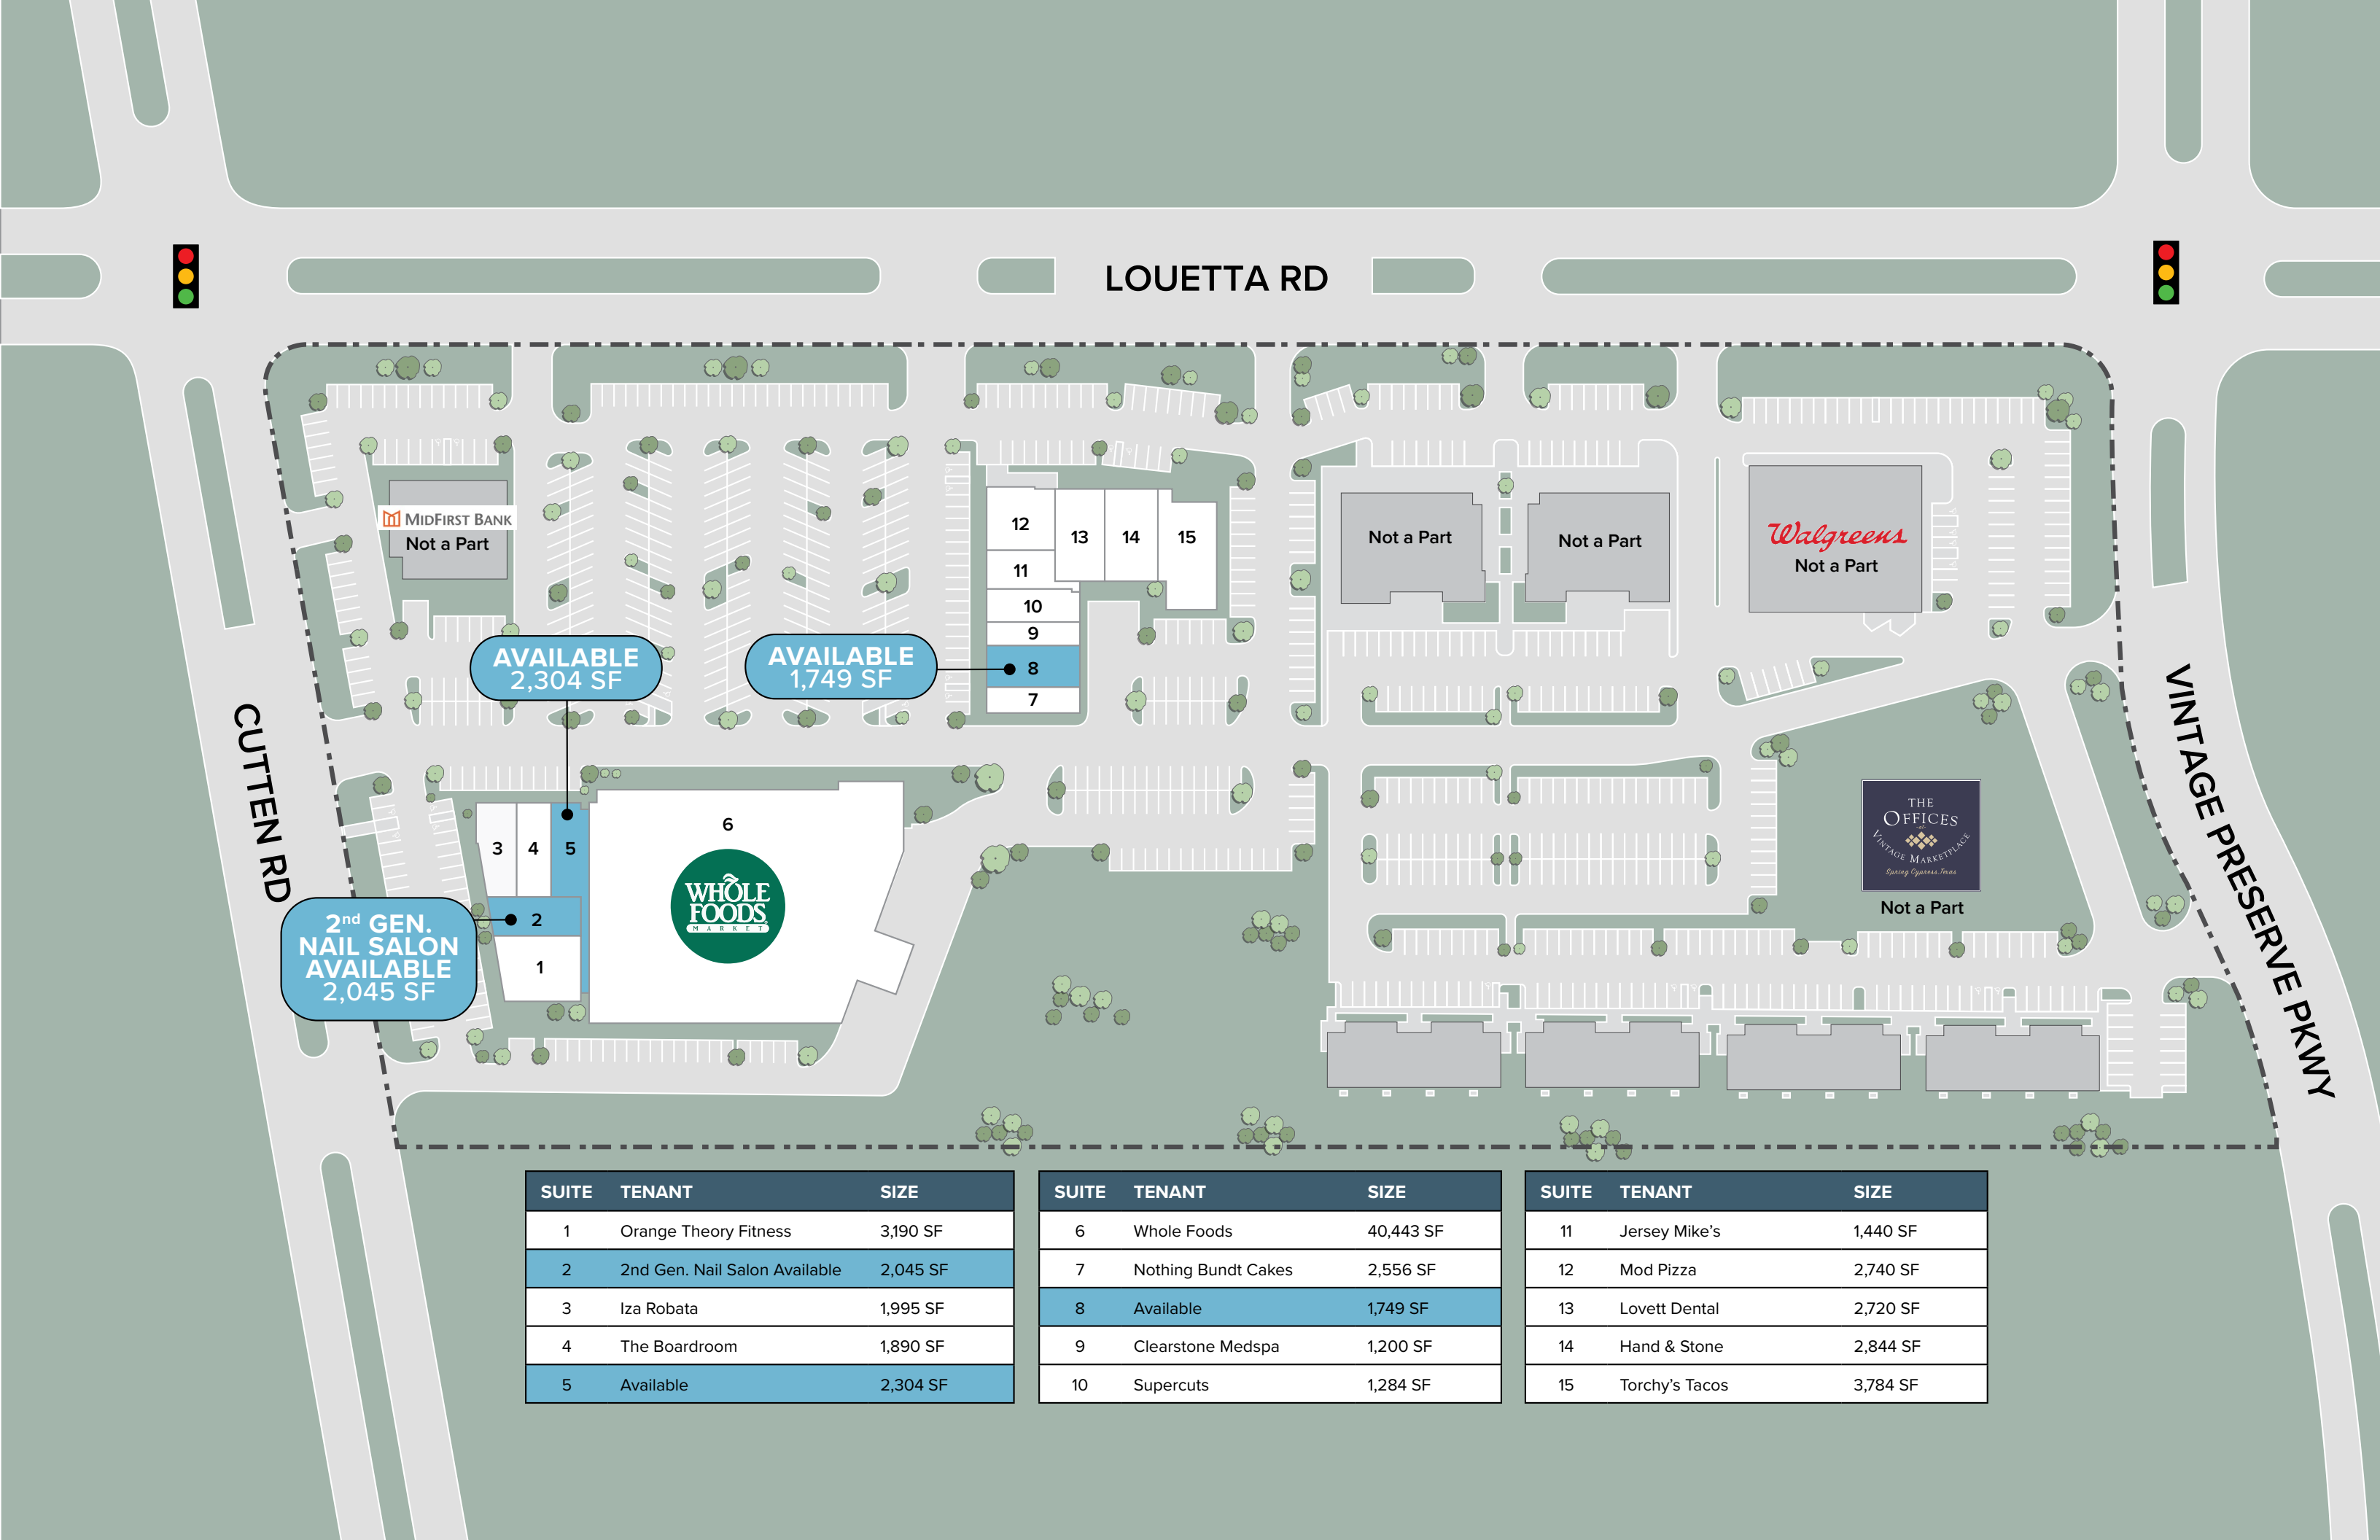 LOUETTA RD
MIDFIRST BANK
Not a Part
12
13
14
15
11
10
9
8
7
Not a Part
Not a Part
Walgreens
Not a Part
AVAILABLE
2,304 SF
AVAILABLE
1,749 SF
CUTTEN RD
VINTAGE PRESERVE PKWY
3
4
5
6
2
1
WHOLE
FOODS
MARKET
2nd GEN.
NAIL SALON
AVAILABLE
2,045 SF
THE
OFFICES
AT
VINTAGE MARKETPLACE
Spring Cypress, Texas
Not a Part
SUITE TENANT SIZE
1 Orange Theory Fitness 3,190 SF
2 2nd Gen. Nail Salon Available 2,045 SF
3 Iza Robata 1,995 SF
4 The Boardroom 1,890 SF
5 Available 2,304 SF
SUITE TENANT SIZE
6 Whole Foods 40,443 SF
7 Nothing Bundt Cakes 2,556 SF
8 Available 1,749 SF
9 Clearstone Medspa 1,200 SF
10 Supercuts 1,284 SF
SUITE TENANT SIZE
11 Jersey Mike's 1,440 SF
12 Mod Pizza 2,740 SF
13 Lovett Dental 2,720 SF
14 Hand & Stone 2,844 SF
15 Torchy's Tacos 3,784 SF